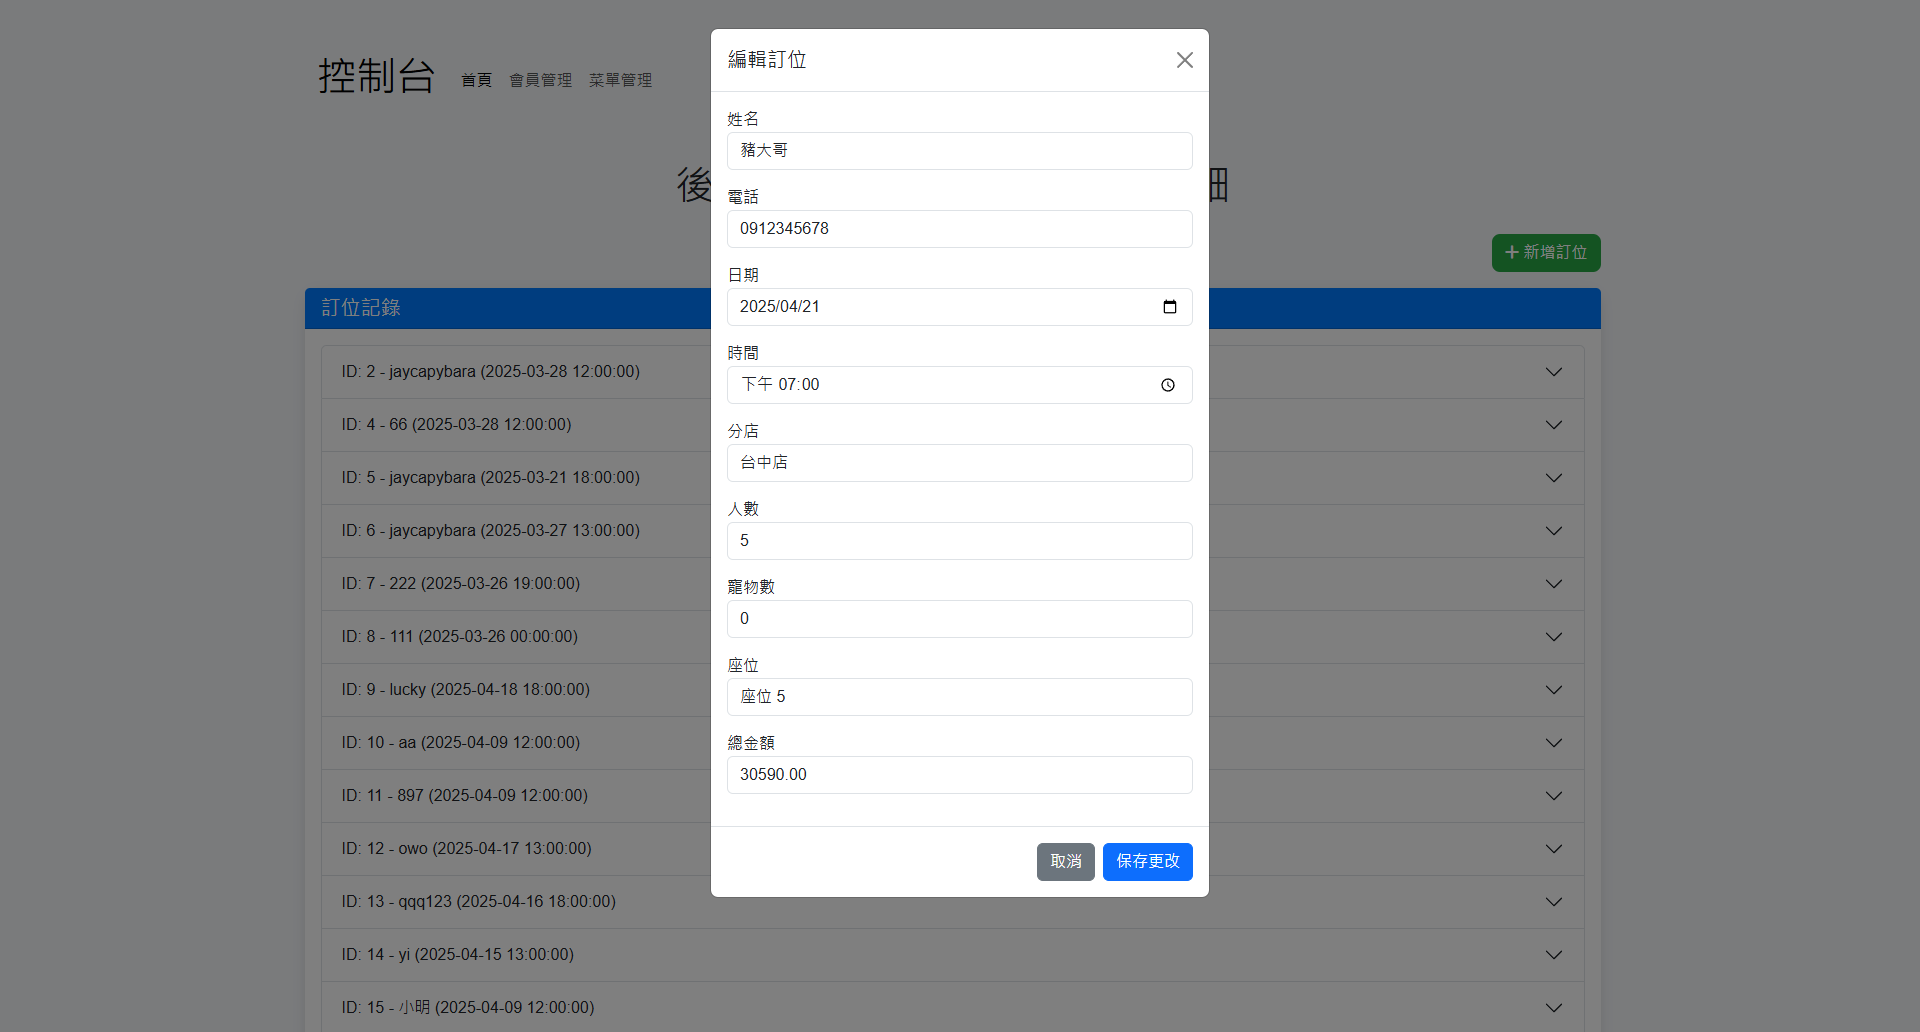 控制台 首頁 會員管理 菜單管理
後
細
新增訂位
訂位記錄
ID: 2 - jaycapybara (2025-03-28 12:00:00)
ID: 4 - 66 (2025-03-28 12:00:00)
ID: 5 - jaycapybara (2025-03-21 18:00:00)
ID: 6 - jaycapybara (2025-03-27 13:00:00)
ID: 7 - 222 (2025-03-26 19:00:00)
ID: 8 - 111 (2025-03-26 00:00:00)
ID: 9 - lucky (2025-04-18 18:00:00)
ID: 10 - aa (2025-04-09 12:00:00)
ID: 11 - 897 (2025-04-09 12:00:00)
ID: 12 - owo (2025-04-17 13:00:00)
ID: 13 - qqq123 (2025-04-16 18:00:00)
ID: 14 - yi (2025-04-15 13:00:00)
ID: 15 - 小明 (2025-04-09 12:00:00)
編輯訂位
姓名
豬大哥
電話
0912345678
日期
2025/04/21
時間
下午 07:00
分店
台中店
人數
5
寵物數
0
座位
座位 5
總金額
30590.00
取消
保存更改